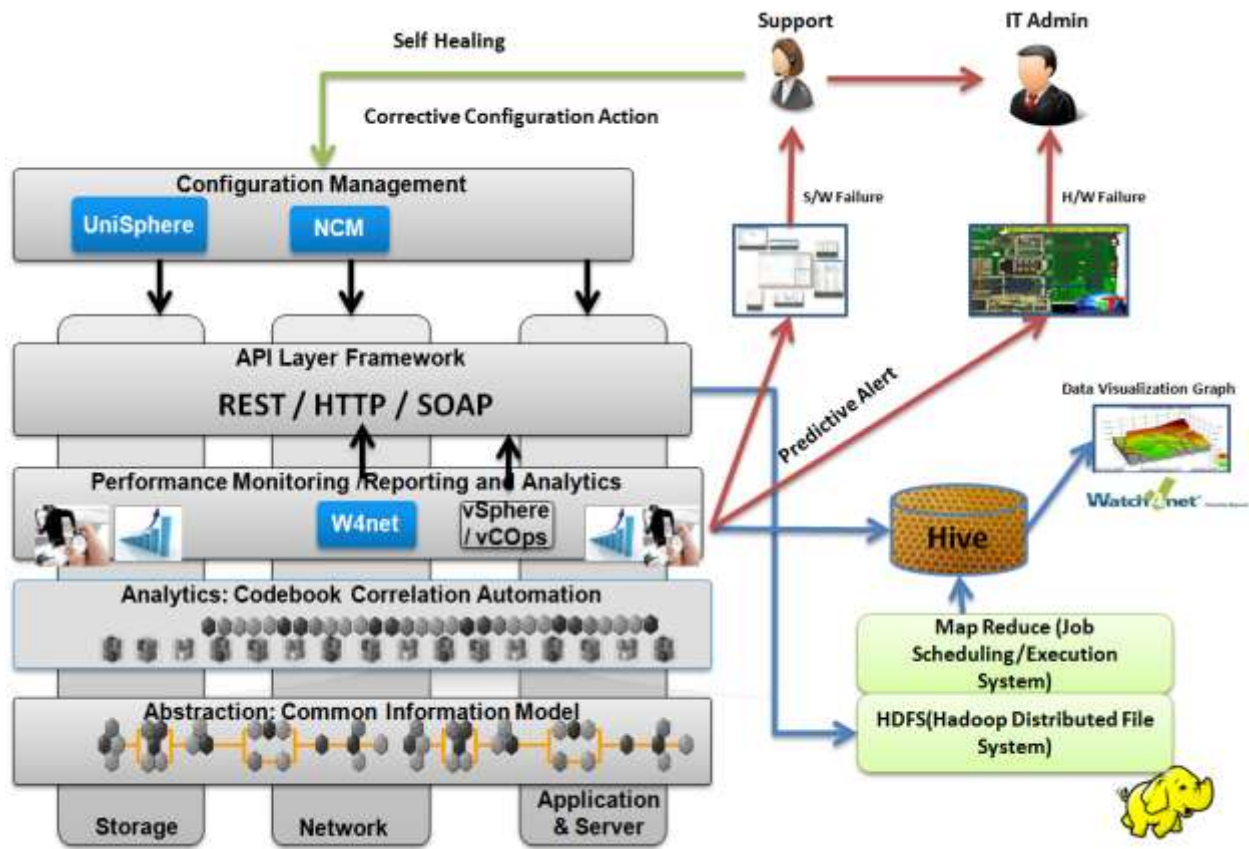 Support
IT Admin
Self Healing
Corrective Configuration Action
Configuration Management
UniSphere
NCM
S/W Failure
H/W Failure
API Layer Framework
REST / HTTP / SOAP
Predictive Alert
Data Visualization Graph
Watch4net
Performance Monitoring /Reporting and Analytics
W4net
vSphere
/ vCOps
Hive
Analytics: Codebook Correlation Automation
Map Reduce (Job
Scheduling/Execution
System)
Abstraction: Common Information Model
HDFS(Hadoop Distributed File
System)
Storage
Network
Application
& Server